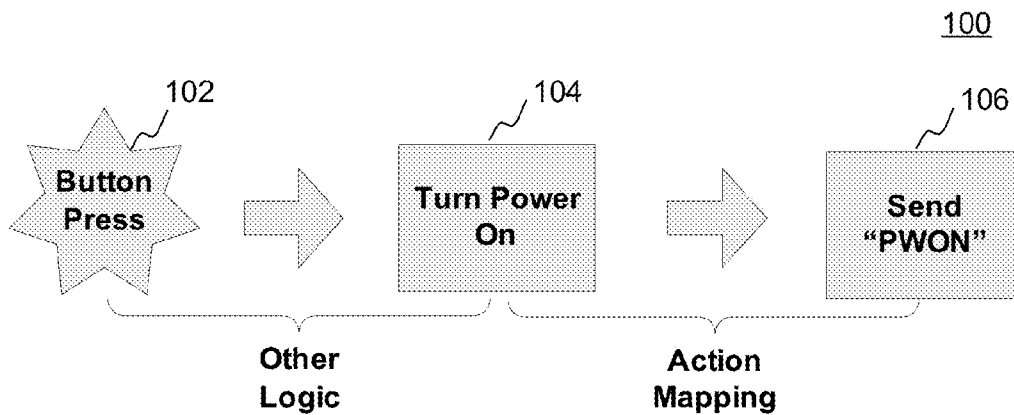 100
102
104
106
Button
Press
Turn Power
On
Send
“PWON”
Other
Logic
Action
Mapping